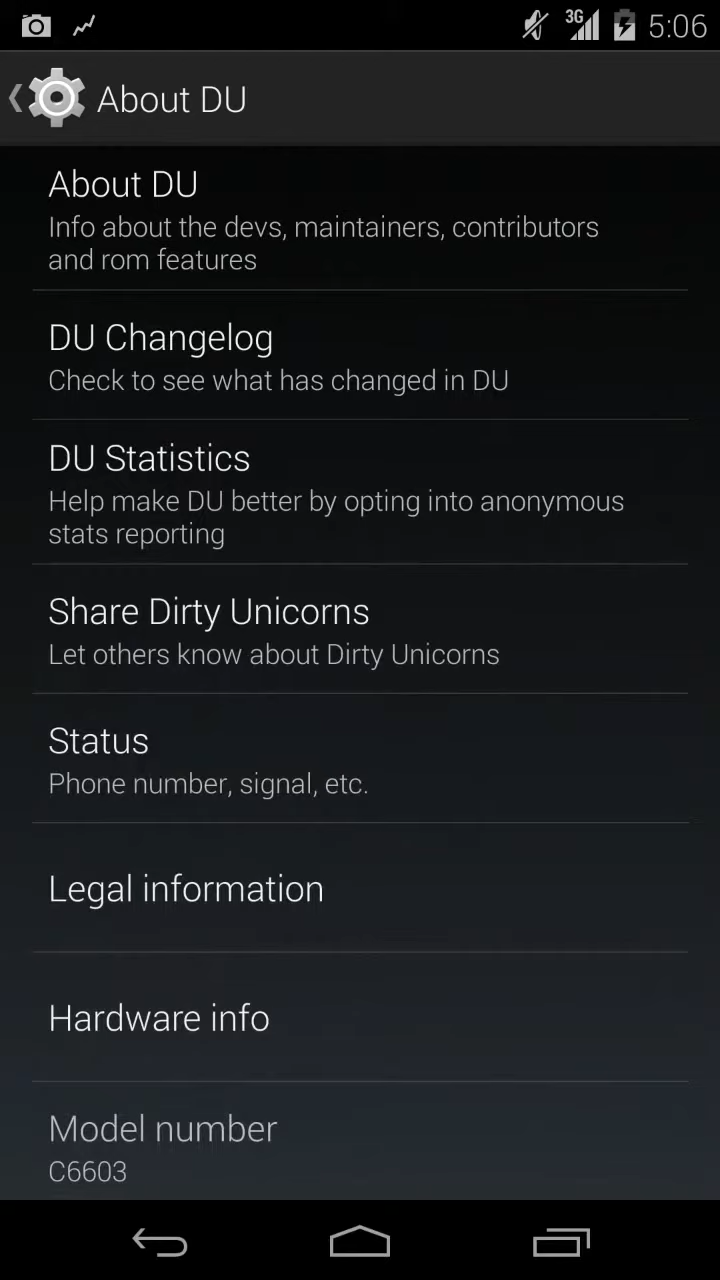 3G 5:06
About DU
About DU
Info about the devs, maintainers, contributors
and rom features
DU Changelog
Check to see what has changed in DU
DU Statistics
Help make DU better by opting into anonymous
stats reporting
Share Dirty Unicorns
Let others know about Dirty Unicorns
Status
Phone number, signal, etc.
Legal information
Hardware info
Model number
C6603